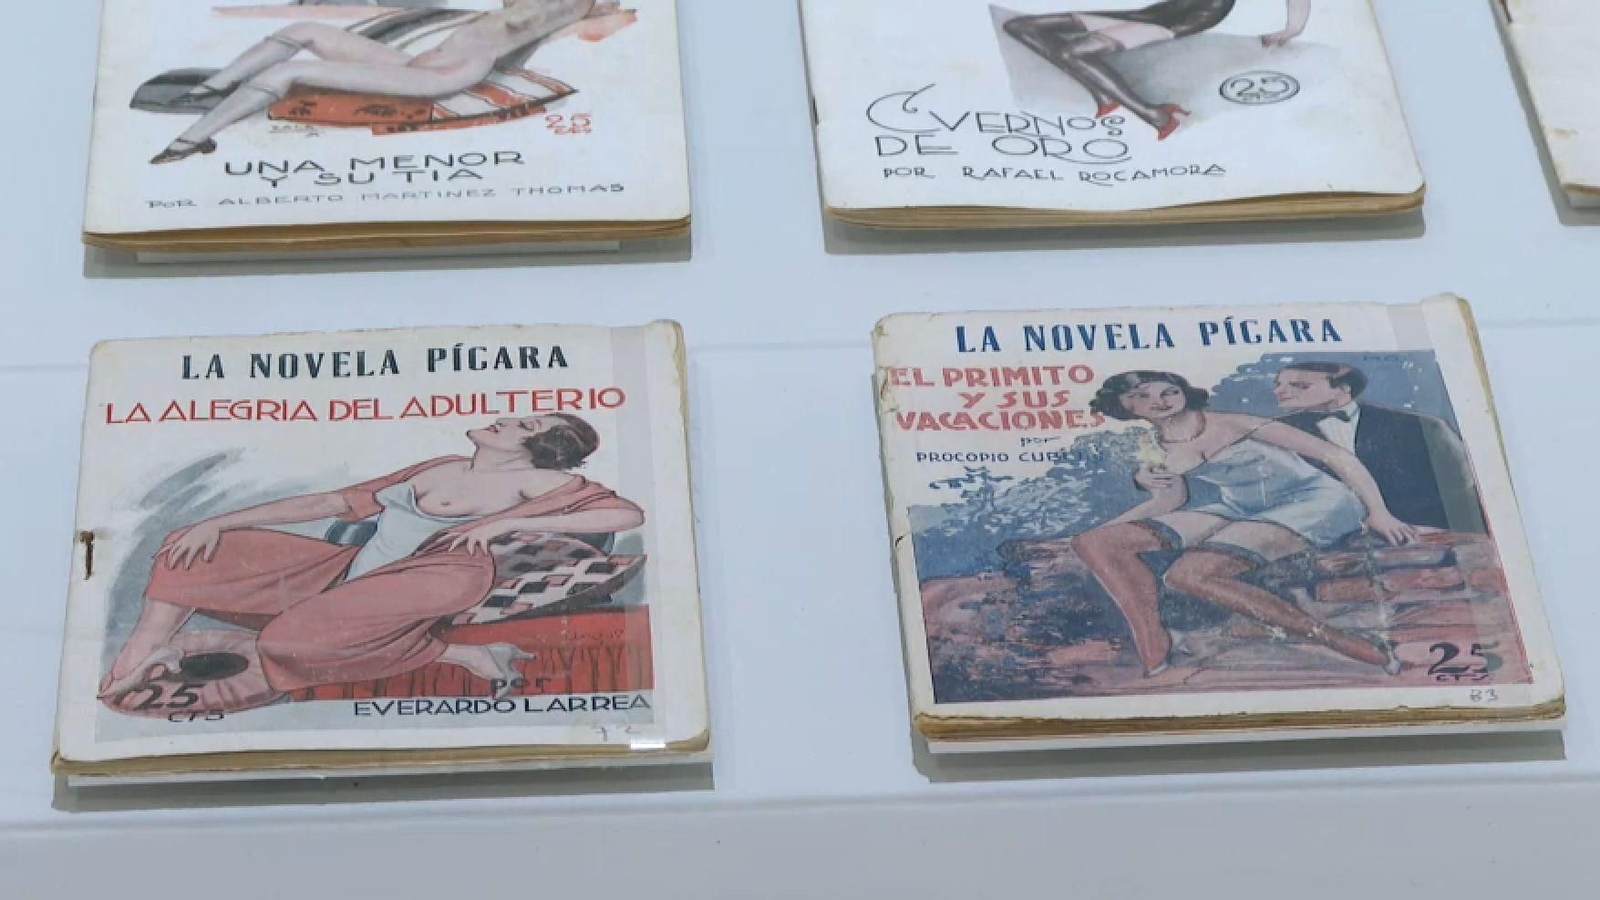 25
CTS
UNA MENOR
Y SU TIA
POR ALBERTO MARTINEZ THOMAS
25
CVERNOS
DE ORO
POR RAFAEL ROCAMORA
LA NOVELA PÍCARA
LA ALEGRIA DEL ADULTERIO
25
CTS
por
EVERARDO LARREA
72
LA NOVELA PÍCARA
EL PRIMITO
Y SUS
VACACIONES
por
PROCOPIO
25
CTS
83